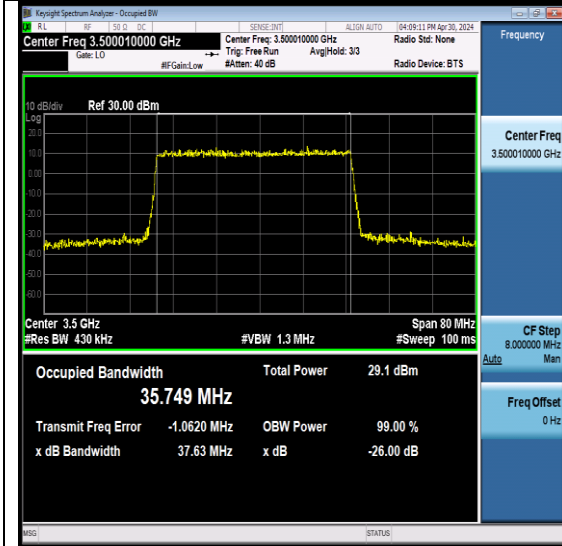 Keysight Spectrum Analyzer - Occupied BW
RL RF 50 Ω DC SENSE:INT ALIGN AUTO 04:09:11 PM Apr 30, 2024
Center Freq 3.500010000 GHz
Gate: LO
#IFGain:Low
Center Freq: 3.500010000 GHz
Trig: Free Run Avg|Hold: 3/3
#Atten: 40 dB
Radio Std: None
Radio Device: BTS
Frequency
10 dB/div Ref 30.00 dBm
Log
20.0
10.0
0.00
-10.0
-20.0
-30.0
-40.0
-50.0
-60.0
Center Freq
3.500010000 GHz
Center 3.5 GHz Span 80 MHz
#Res BW 430 kHz #VBW 1.3 MHz #Sweep 100 ms
CF Step
8.000000 MHz
Auto Man
Occupied Bandwidth Total Power 29.1 dBm
35.749 MHz
Transmit Freq Error -1.0620 MHz OBW Power 99.00 %
x dB Bandwidth 37.63 MHz x dB -26.00 dB
Freq Offset
0 Hz
MSG STATUS